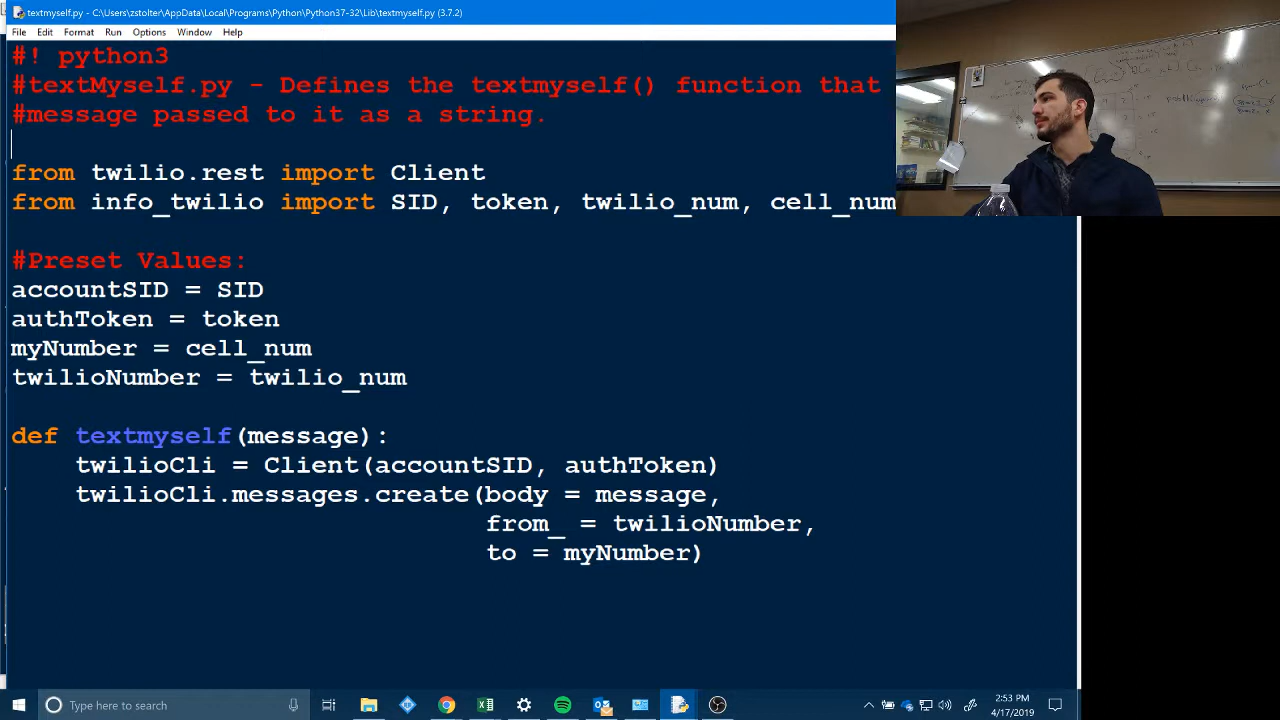 textmyself.py - C:\Users\zstolter\AppData\Local\Programs\Python\Python37-32\Lib\textmyself.py (3.7.2)
File Edit Format Run Options Window Help
#! python3
#textMyself.py - Defines the textmyself() function that
#message passed to it as a string.
from twilio.rest import Client
from info_twilio import SID, token, twilio_num, cell_num
#Preset Values:
accountSID = SID
authToken = token
myNumber = cell_num
twilioNumber = twilio_num
def textmyself(message):
twilioCli = Client(accountSID, authToken)
twilioCli.messages.create(body = message,
from_ = twilioNumber,
to = myNumber)
Type here to search
2:53 PM
4/17/2019